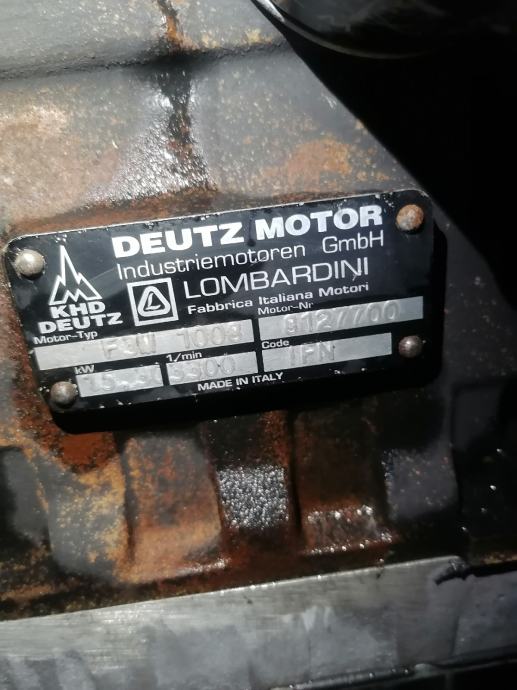 DEUTZ MOTOR
Industriemotoren GmbH
KHD
DEUTZ
LOMBARDINI
Fabbrica Italiana Motori
Motor-Typ
Motor-Nr
1008
9127700
kW
1/min
Code
3300
MADE IN ITALY